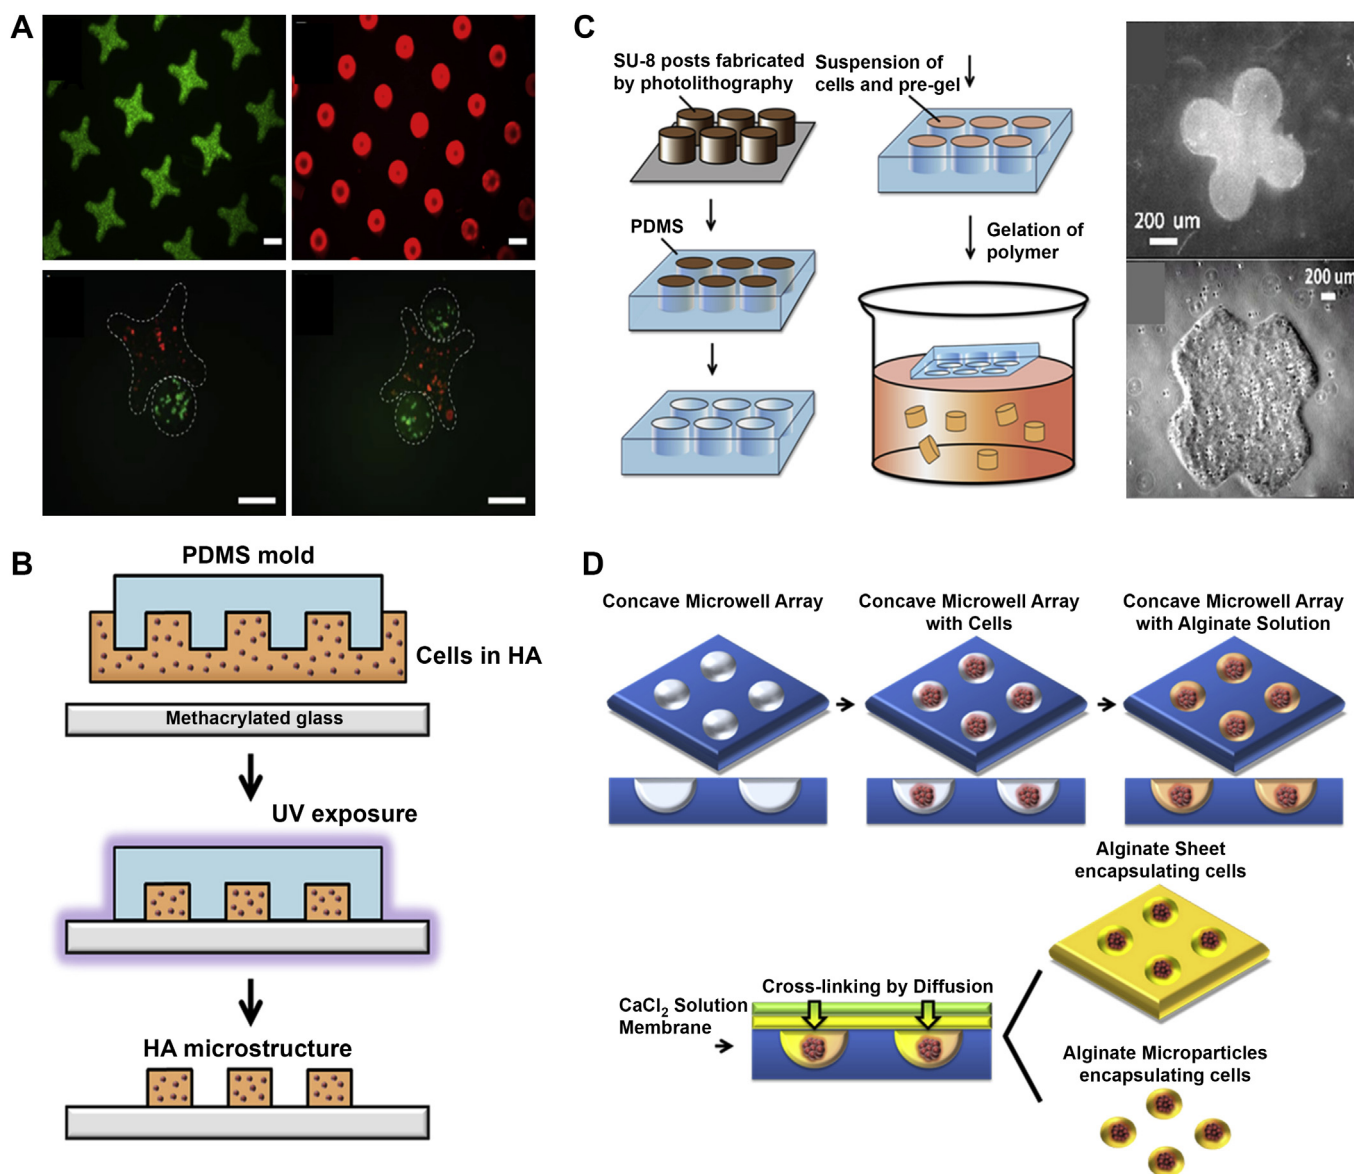 A
C
SU-8 posts fabricated
by photolithography
PDMS
Suspension of
cells and pre-gel
Gelation of
polymer
200 um
200 um
B
PDMS mold
Cells in HA
Methacrylated glass
UV exposure
HA microstructure
D
Concave Microwell Array
Concave Microwell Array
with Cells
Concave Microwell Array
with Alginate Solution
Alginate Sheet
encapsulating cells
Cross-linking by Diffusion
CaCl₂ Solution
Membrane
Alginate Microparticles
encapsulating cells